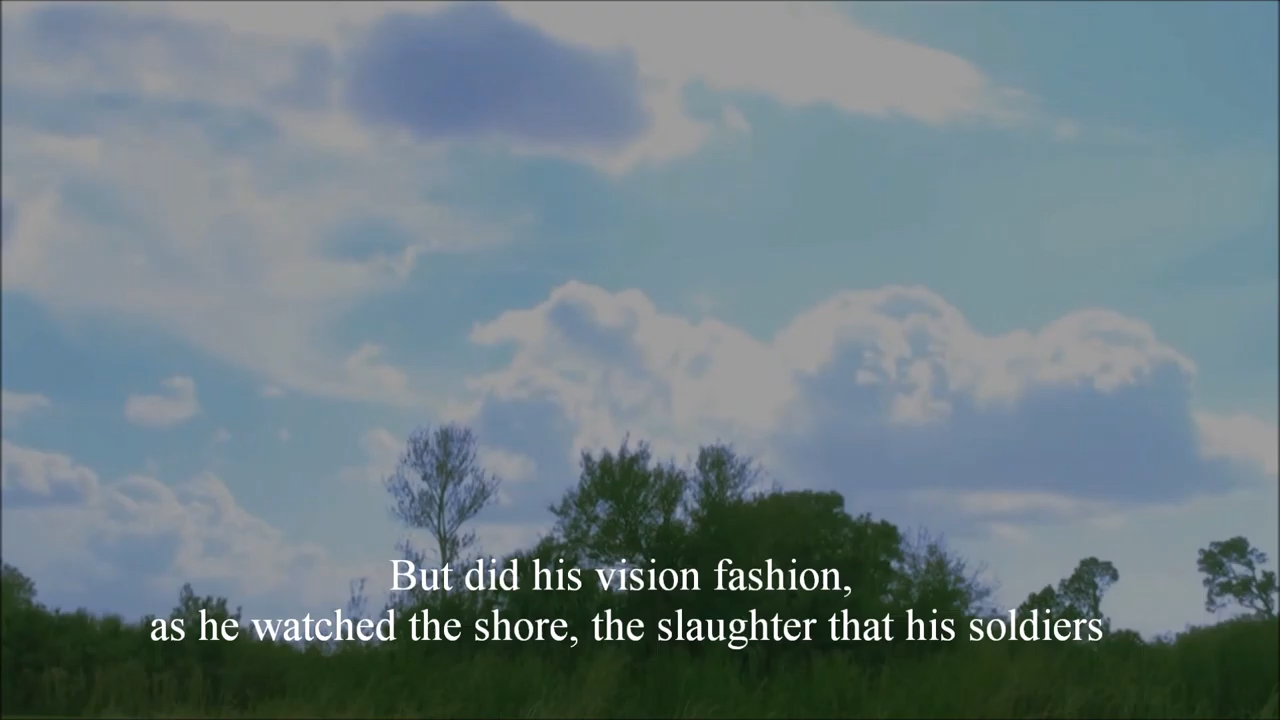 But did his vision fashion,
as he watched the shore, the slaughter that his soldiers